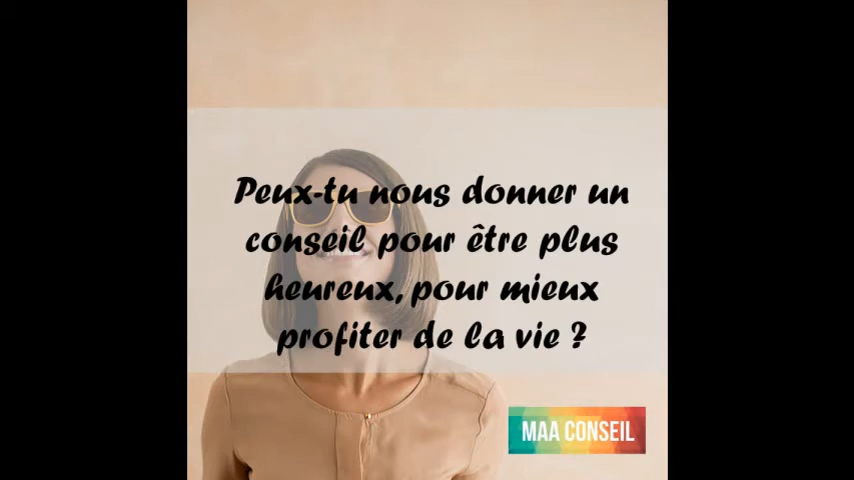 Peux-tu nous donner un
conseil pour être plus
heureux, pour mieux
profiter de la vie ?
MAA CONSEIL